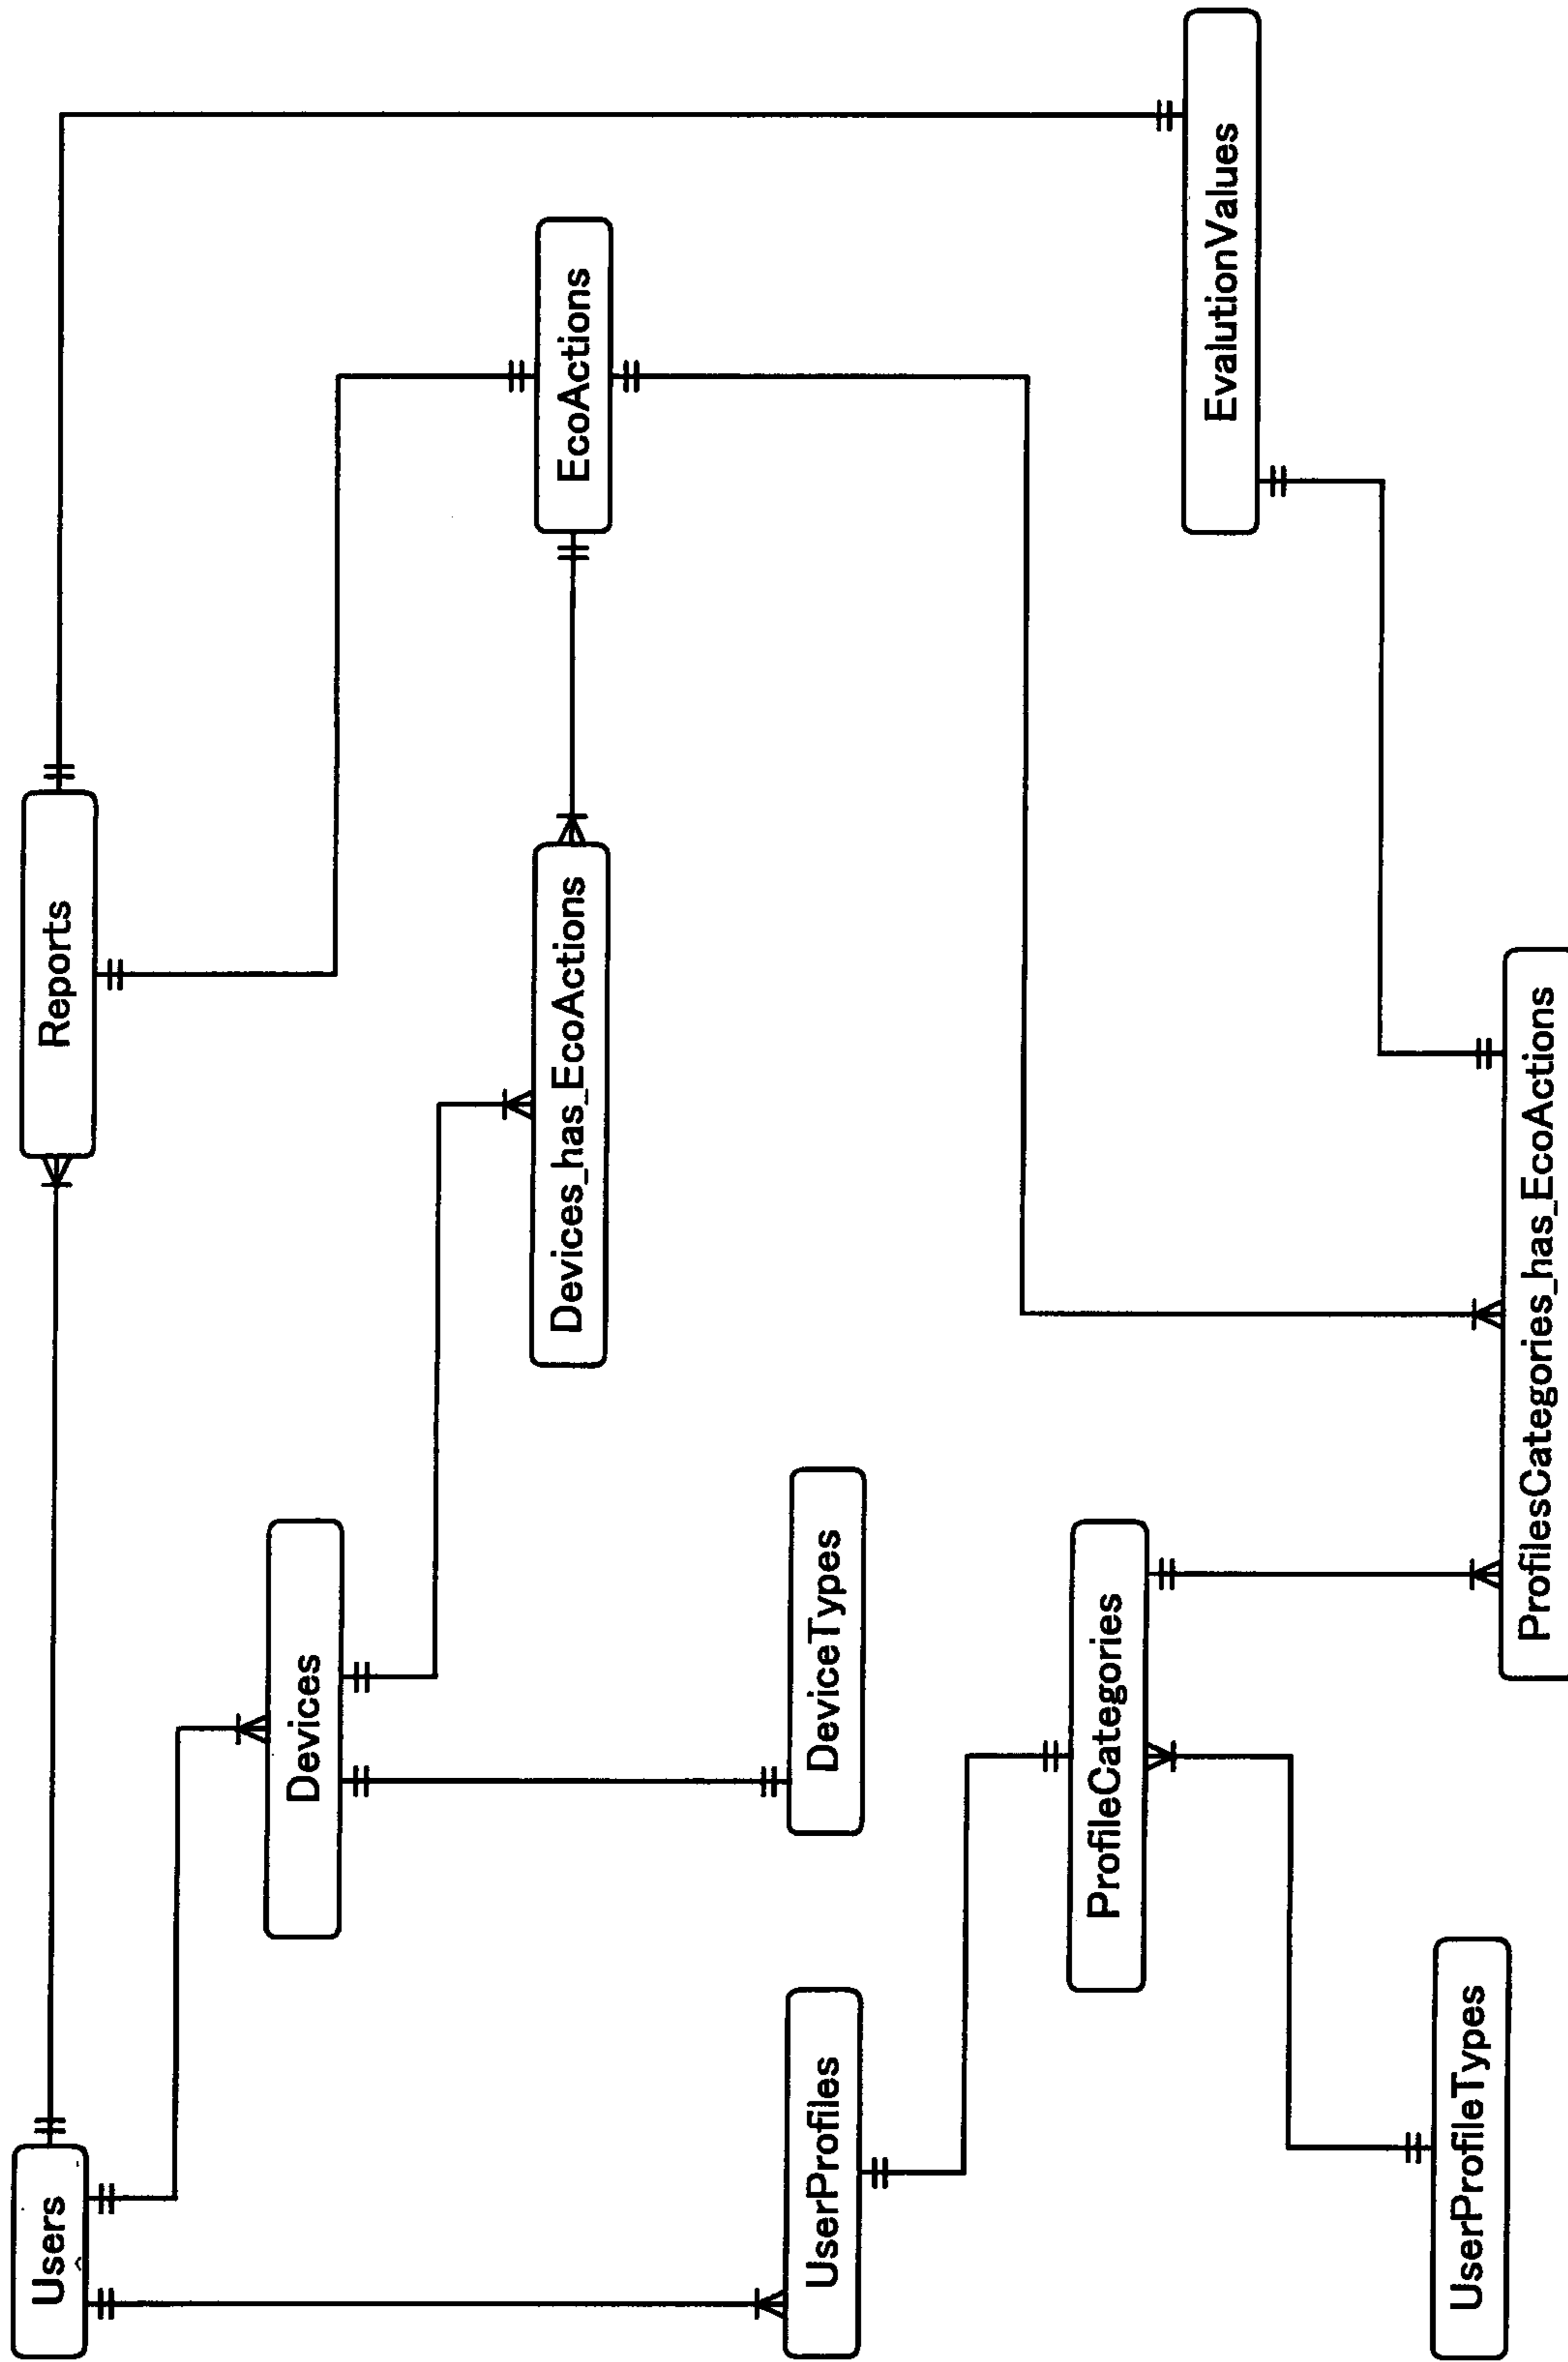 Users
Reports
Devices
Devices_has_EcoActions
EcoActions
UserProfiles
DeviceTypes
ProfileCategories
EvalutionValues
UserProfileTypes
ProfilesCategories_has_EcoActions